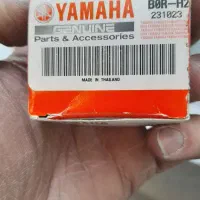 YAMAHA
B0R-H2
GENUINE
231023
Parts & Accessories
MADE IN THAILAND